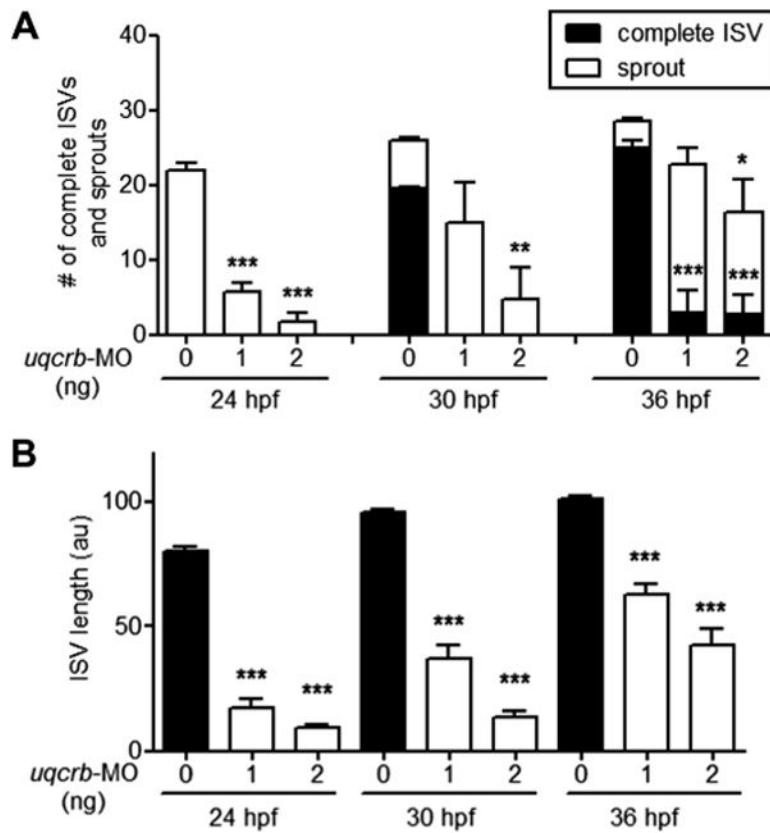 A
complete ISV
sprout
# of complete ISVs
and sprouts
40
30
20
10
0
*** *** ** *** * ***
uqcrb-MO
(ng)
0 1 2 0 1 2 0 1 2
24 hpf 30 hpf 36 hpf
B
ISV length (au)
100
50
0
*** *** *** *** *** ***
uqcrb-MO
(ng)
0 1 2 0 1 2 0 1 2
24 hpf 30 hpf 36 hpf